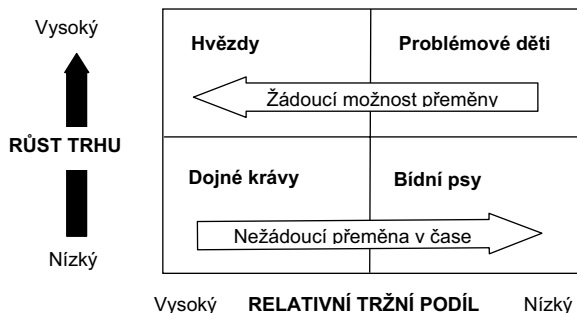 Vysoký
Hvězdy
Problémové děti
Žádoucí možnost přeměny
RŮST TRHU
Dojné krávy
Bídní psy
Nežádoucí přeměna v čase
Nízký
Vysoký RELATIVNÍ TRŽNÍ PODÍL Nízký